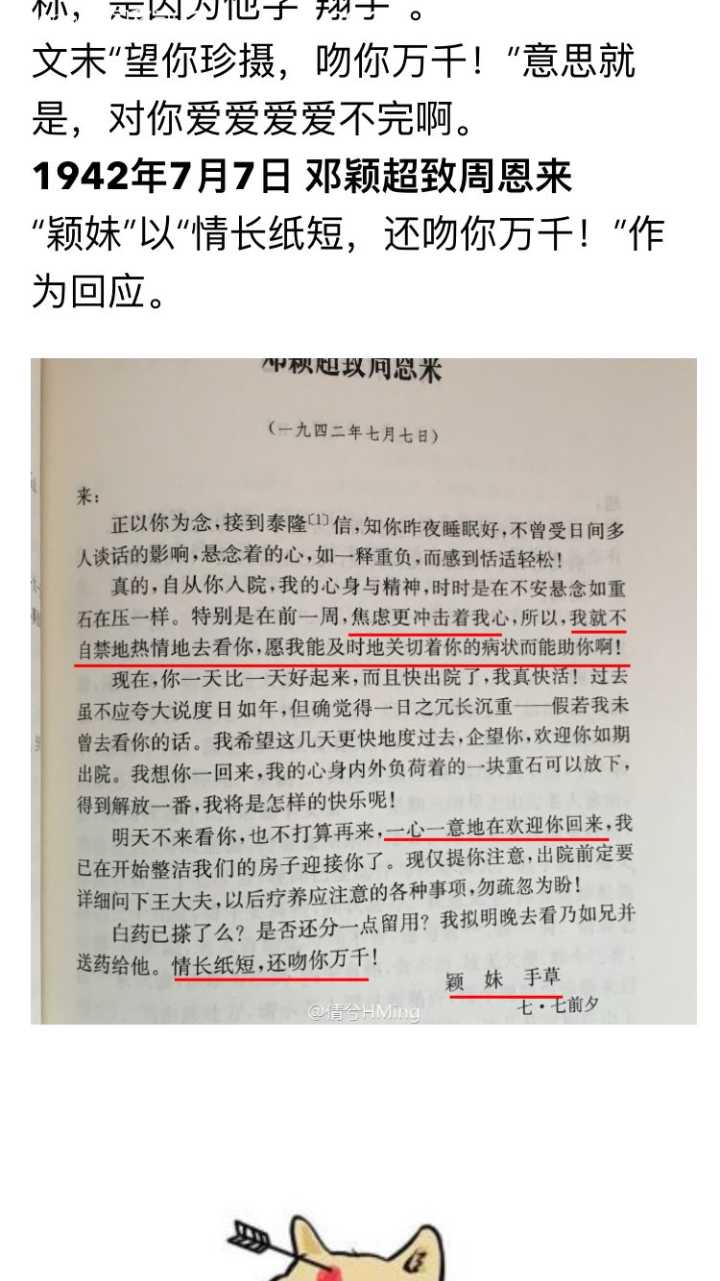 称，是因为他字“翔宇”。
文末“望你珍摄，吻你万千！”意思就
是，对你爱爱爱爱不完啊。
1942年7月7日 邓颖超致周恩来
“颖妹”以“情长纸短，还吻你万千！”作
为回应。
邓颖超致周恩来
（一九四二年七月七日）
来：
正以你为念，接到泰隆〔1〕信，知你昨夜睡眠好，不曾受日间多
人谈话的影响，悬念着的心，如一释重负，而感到恬适轻松！
真的，自从你入院，我的心身与精神，时时是在不安悬念如重
石在压一样。特别是在前一周，焦虑更冲击着我心，所以，我就不
自禁地热情地去看你，愿我能及时地关切着你的病状而能助你啊！
现在，你一天比一天好起来，而且快出院了，我真快活！过去
虽不应夸大说度日如年，但确觉得一日之冗长沉重——假若我未
曾去看你的话。我希望这几天更快地度过去，企望你，欢迎你如期
出院。我想你一回来，我的心身内外负荷着的一块重石可以放下，
得到解放一番，我将是怎样的快乐呢！
明天不来看你，也不打算再来，一心一意地在欢迎你回来，我
已在开始整洁我们的房子迎接你了。现仅提你注意，出院前定要
详细问下王大夫，以后疗养应注意的各种事项，勿疏忽为盼！
白药已搽了么？是否还分一点留用？我拟明晚去看乃如兄并
送药给他。情长纸短，还吻你万千！
颖 妹 手草
七·七前夕
@倩兮HMing